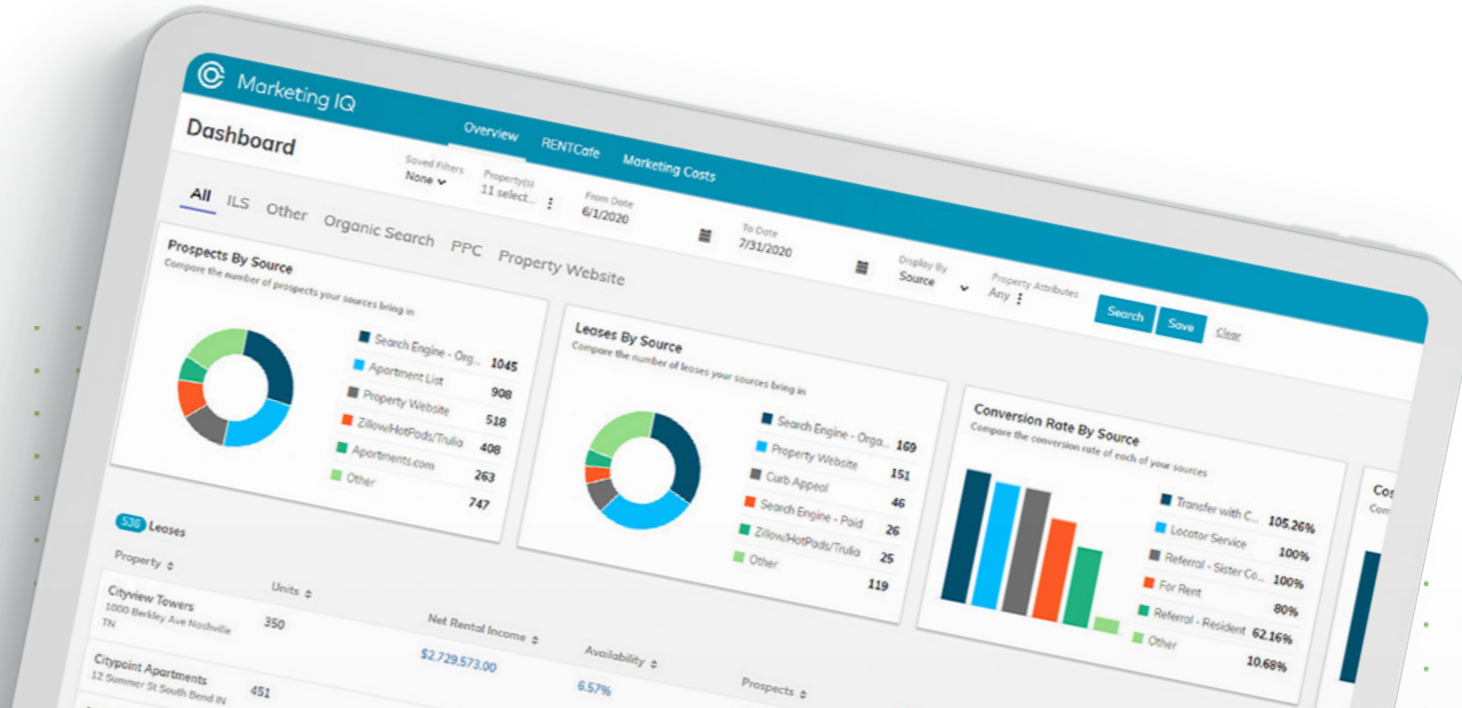 Marketing IQ
Overview
RENTCafe
Marketing Costs
Dashboard
Saved Filters
None
Property(s)
11 select...
From Date
6/1/2020
To Date
7/31/2020
Display By
Source
Property Attributes
Any
Search
Save
Clear
All
ILS
Other
Organic Search
PPC
Property Website
Prospects By Source
Compare the number of prospects your sources bring in
Search Engine - Org... 1045
Apartment List 908
Property Website 518
Zillow/HotPads/Trulia 408
Apartments.com 263
Other 747
Leases By Source
Compare the number of leases your sources bring in
Search Engine - Orga... 169
Property Website 151
Curb Appeal 46
Search Engine - Paid 26
Zillow/HotPads/Trulia 25
Other 119
Conversion Rate By Source
Compare the conversion rate of each of your sources
Transfer with C... 105.26%
Locator Service 100%
Referral - Sister Co... 100%
For Rent 80%
Referral - Resident 62.16%
Other 10.68%
Cos
Com
536 Leases
Property
Units
Net Rental Income
Availability
Prospects
Cityview Towers
1000 Berkley Ave Nashville
TN
350
$2,729,573.00
6.57%
Citypoint Apartments
12 Summer St South Bend IN
451